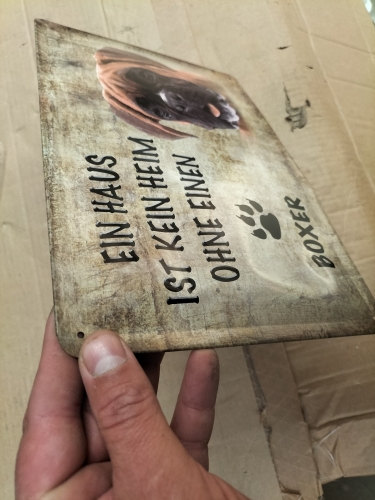 EIN HAUS
IST KEIN HEIM
OHNE EINEN
BOXER